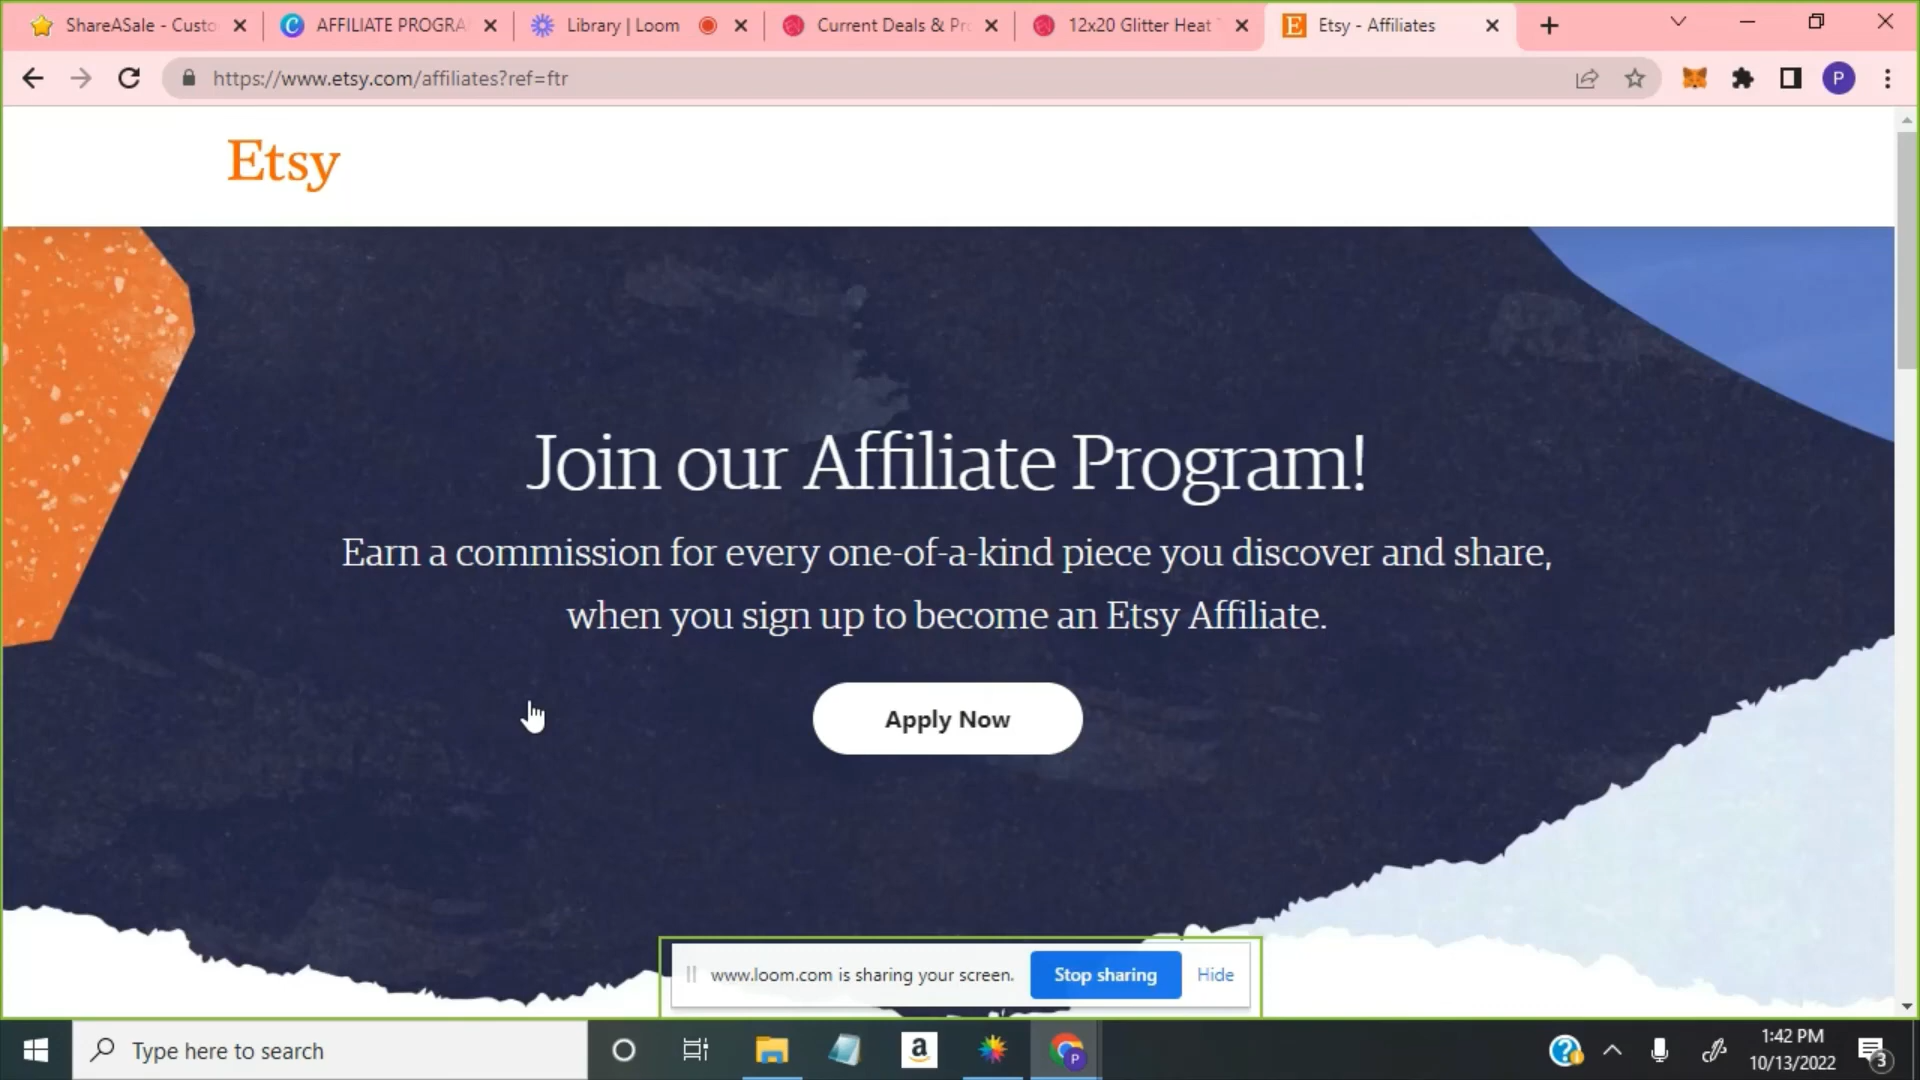 ShareASale - Custo
AFFILIATE PROGRA
Library | Loom
Current Deals & Pr
12x20 Glitter Heat
Etsy - Affiliates
https://www.etsy.com/affiliates?ref=ftr
P
Etsy
Join our Affiliate Program!
Earn a commission for every one-of-a-kind piece you discover and share,
when you sign up to become an Etsy Affiliate.
Apply Now
www.loom.com is sharing your screen.
Stop sharing
Hide
Type here to search
a
P
1:42 PM
10/13/2022
3